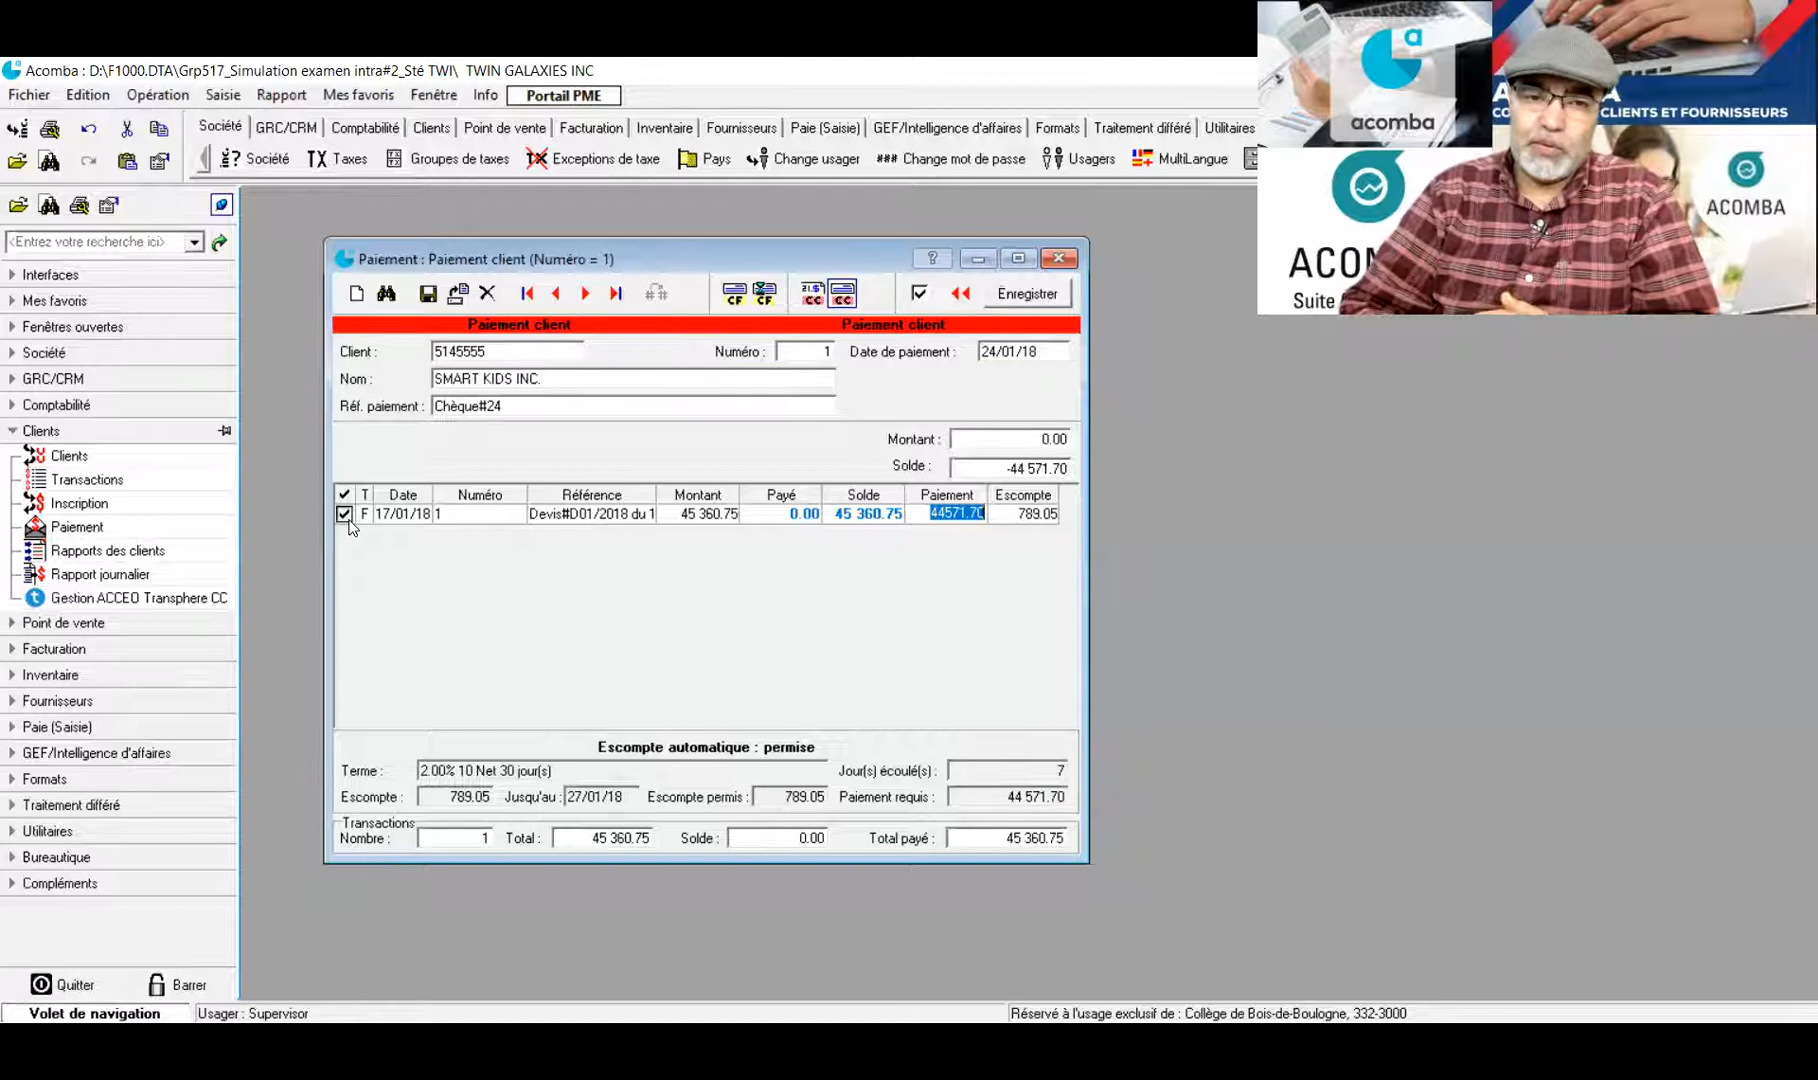 Acomba : D:\F1000.DTA\Grp517_Simulation examen intra#2_Sté TWI\ TWIN GALAXIES INC
Fichier Edition Opération Saisie Rapport Mes favoris Fenêtre Info Portail PME
Société GRC/CRM Comptabilité Clients Point de vente Facturation Inventaire Fournisseurs Paie (Saisie) GEF/Intelligence d'affaires Formats Traitement différé Utilitaires
Société Taxes Groupes de taxes Exceptions de taxe Pays Change usager ### Change mot de passe Usagers MultiLangue
<Entrez votre recherche ici>
Interfaces
Mes favoris
Fenêtres ouvertes
Société
GRC/CRM
Comptabilité
Clients
Clients
Transactions
Inscription
Paiement
Rapports des clients
Rapport journalier
Gestion ACCEO Transphere CC
Point de vente
Facturation
Inventaire
Fournisseurs
Paie (Saisie)
GEF/Intelligence d'affaires
Formats
Traitement différé
Utilitaires
Bureautique
Compléments
Quitter Barrer
Volet de navigation
Usager : Supervisor
Réservé à l'usage exclusif de : Collège de Bois-de-Boulogne, 332-3000
Paiement : Paiement client (Numéro = 1)
CF CF CC CC Enregistrer
Paiement client Paiement client
Client : 5145555 Numéro : 1 Date de paiement : 24/01/18
Nom : SMART KIDS INC.
Réf. paiement : Chèque#24
Montant : 0.00
Solde : -44 571.70
T Date Numéro Référence Montant Payé Solde Paiement Escompte
F 17/01/18 1 Devis#D01/2018 du 1 45 360.75 0.00 45 360.75 44571.70 789.05
Escompte automatique : permise
Terme : 2.00% 10 Net 30 jour(s) Jour(s) écoulé(s) : 7
Escompte : 789.05 Jusqu'au : 27/01/18 Escompte permis : 789.05 Paiement requis : 44 571.70
Transactions
Nombre : 1 Total : 45 360.75 Solde : 0.00 Total payé : 45 360.75
acomba
CLIENTS ET FOURNISSEURS
ACOMBA
Suite